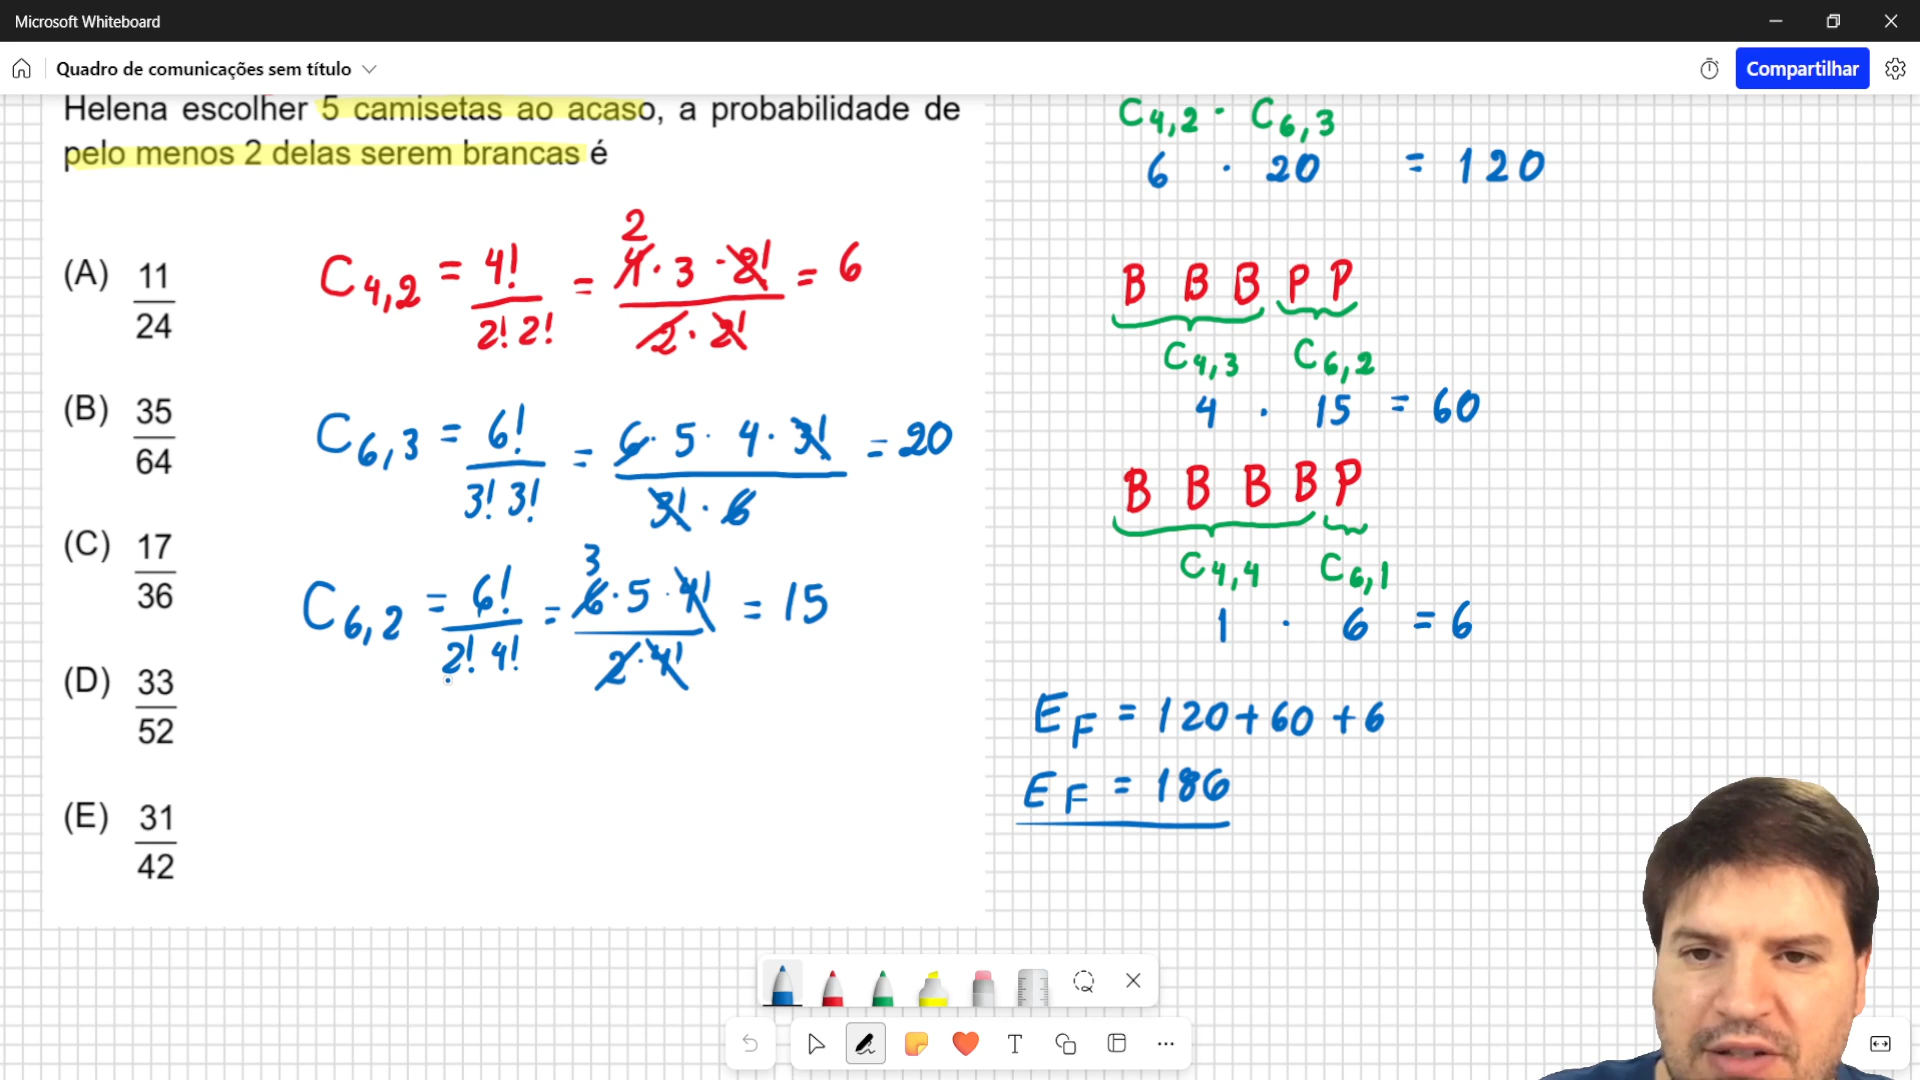 Microsoft Whiteboard
Quadro de comunicações sem título
Compartilhar
Helena escolher 5 camisetas ao acaso, a probabilidade de
pelo menos 2 delas serem brancas é
(A) 11/24
(B) 35/64
(C) 17/36
(D) 33/52
(E) 31/42
C4,2 = 4!/2! 2! = 4 · 3 · 2!/2 · 2! = 6
2
C6,3 = 6!/3! 3! = 6 · 5 · 4 · 3!/3! · 6 = 20
C6,2 = 6!/2! 4! = 6 · 5 · 4!/2 · 4! = 15
3
C4,2 · C6,3
6 · 20 = 120
B B B P P
C4,3 C6,2
4 · 15 = 60
B B B B P
C4,4 C6,1
1 · 6 = 6
EF = 120 + 60 + 6
EF = 186